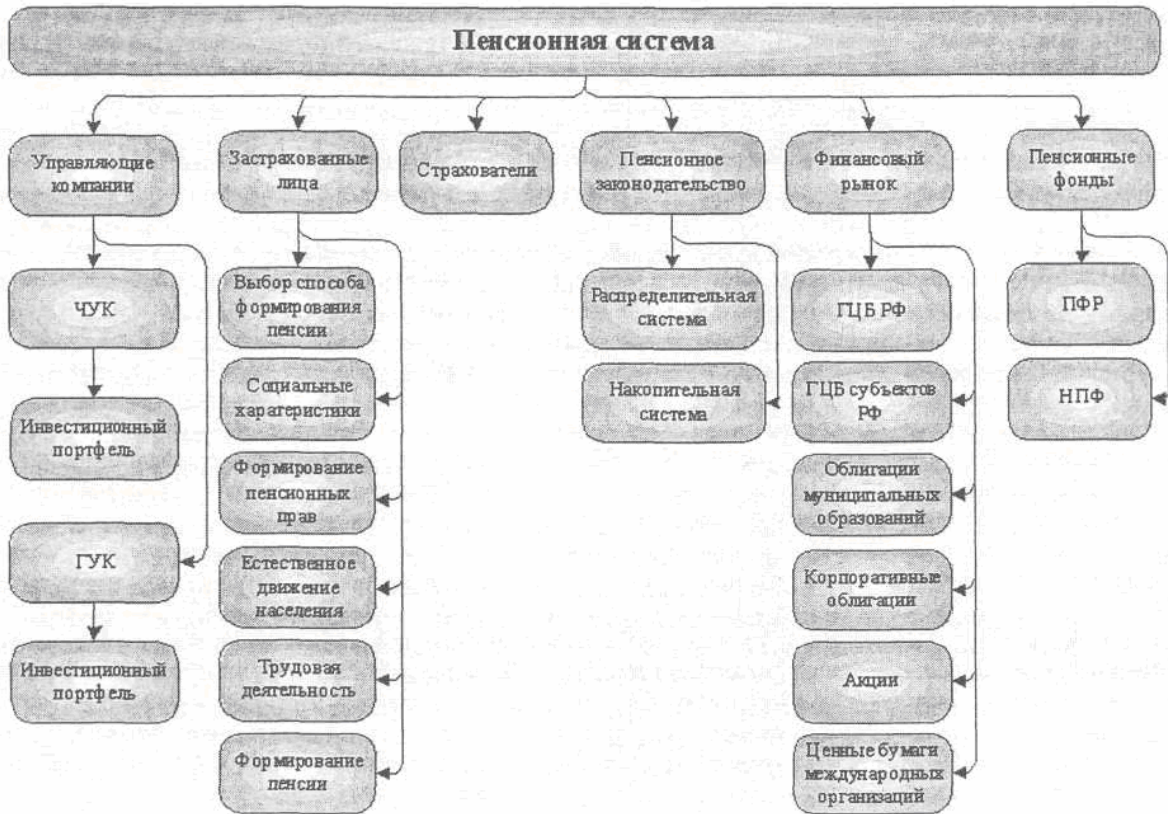 Пенсионная система
Управляющие
компании
Застрахованные
лица
Страхователи
Пенсионное
законодательство
Финансовый
рынок
Пенсионные
фонды
ЧУК
Инвестиционный
портфель
ГУК
Инвестиционный
портфель
Выбор способа
формирования
пенсии
Социальные
харатеристики
Формирование
пенсионных
прав
Естественное
движение
населения
Трудовая
деятельность
Формирование
пенсии
Распределительная
система
Накопительная
система
ГЦБ РФ
ГЦБ субъектов
РФ
Облигации
муниципальных
образований
Корпоративные
облигации
Акции
Ценные бумаги
международных
организаций
ПФР
НПФ